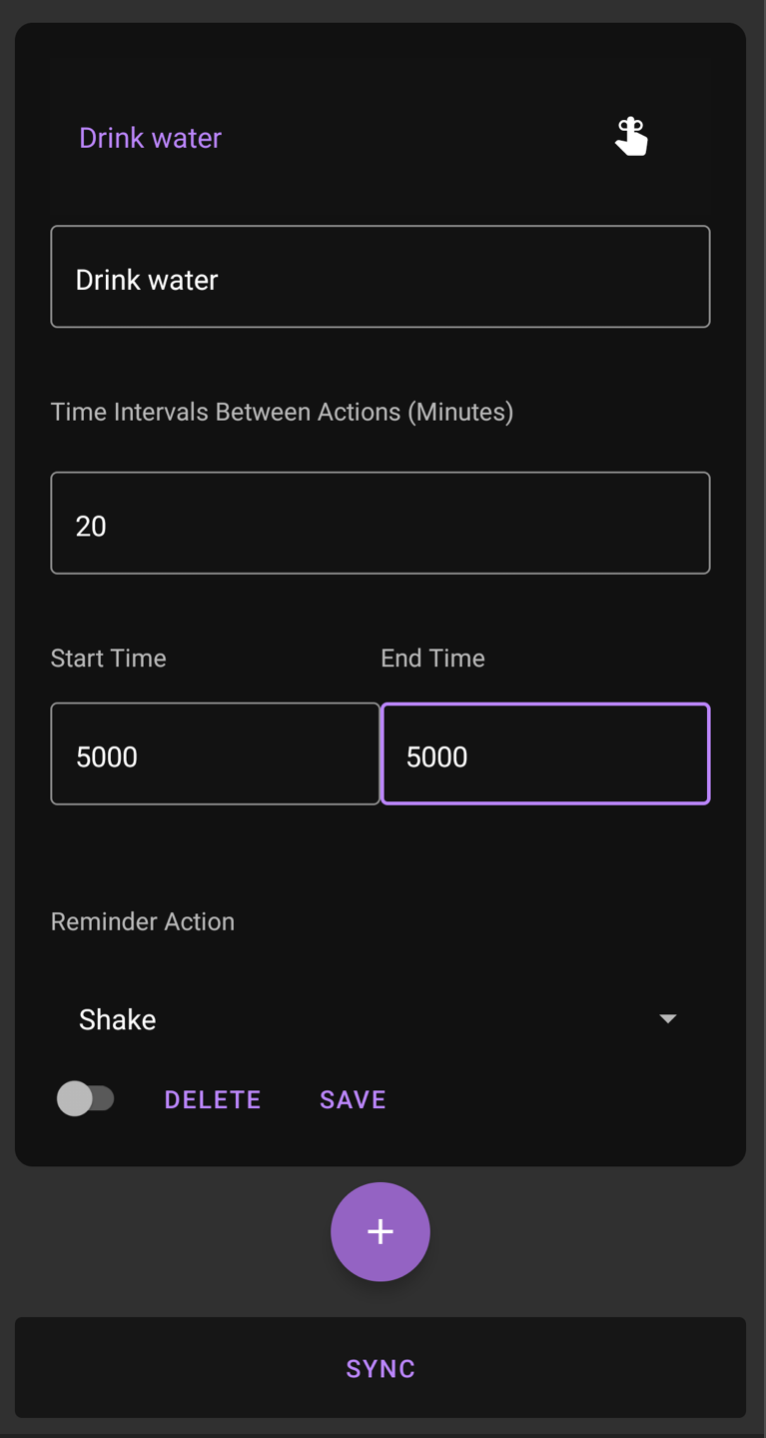 Drink water
Drink water
Time Intervals Between Actions (Minutes)
20
Start Time End Time
5000 5000
Reminder Action
Shake
DELETE SAVE
+
SYNC